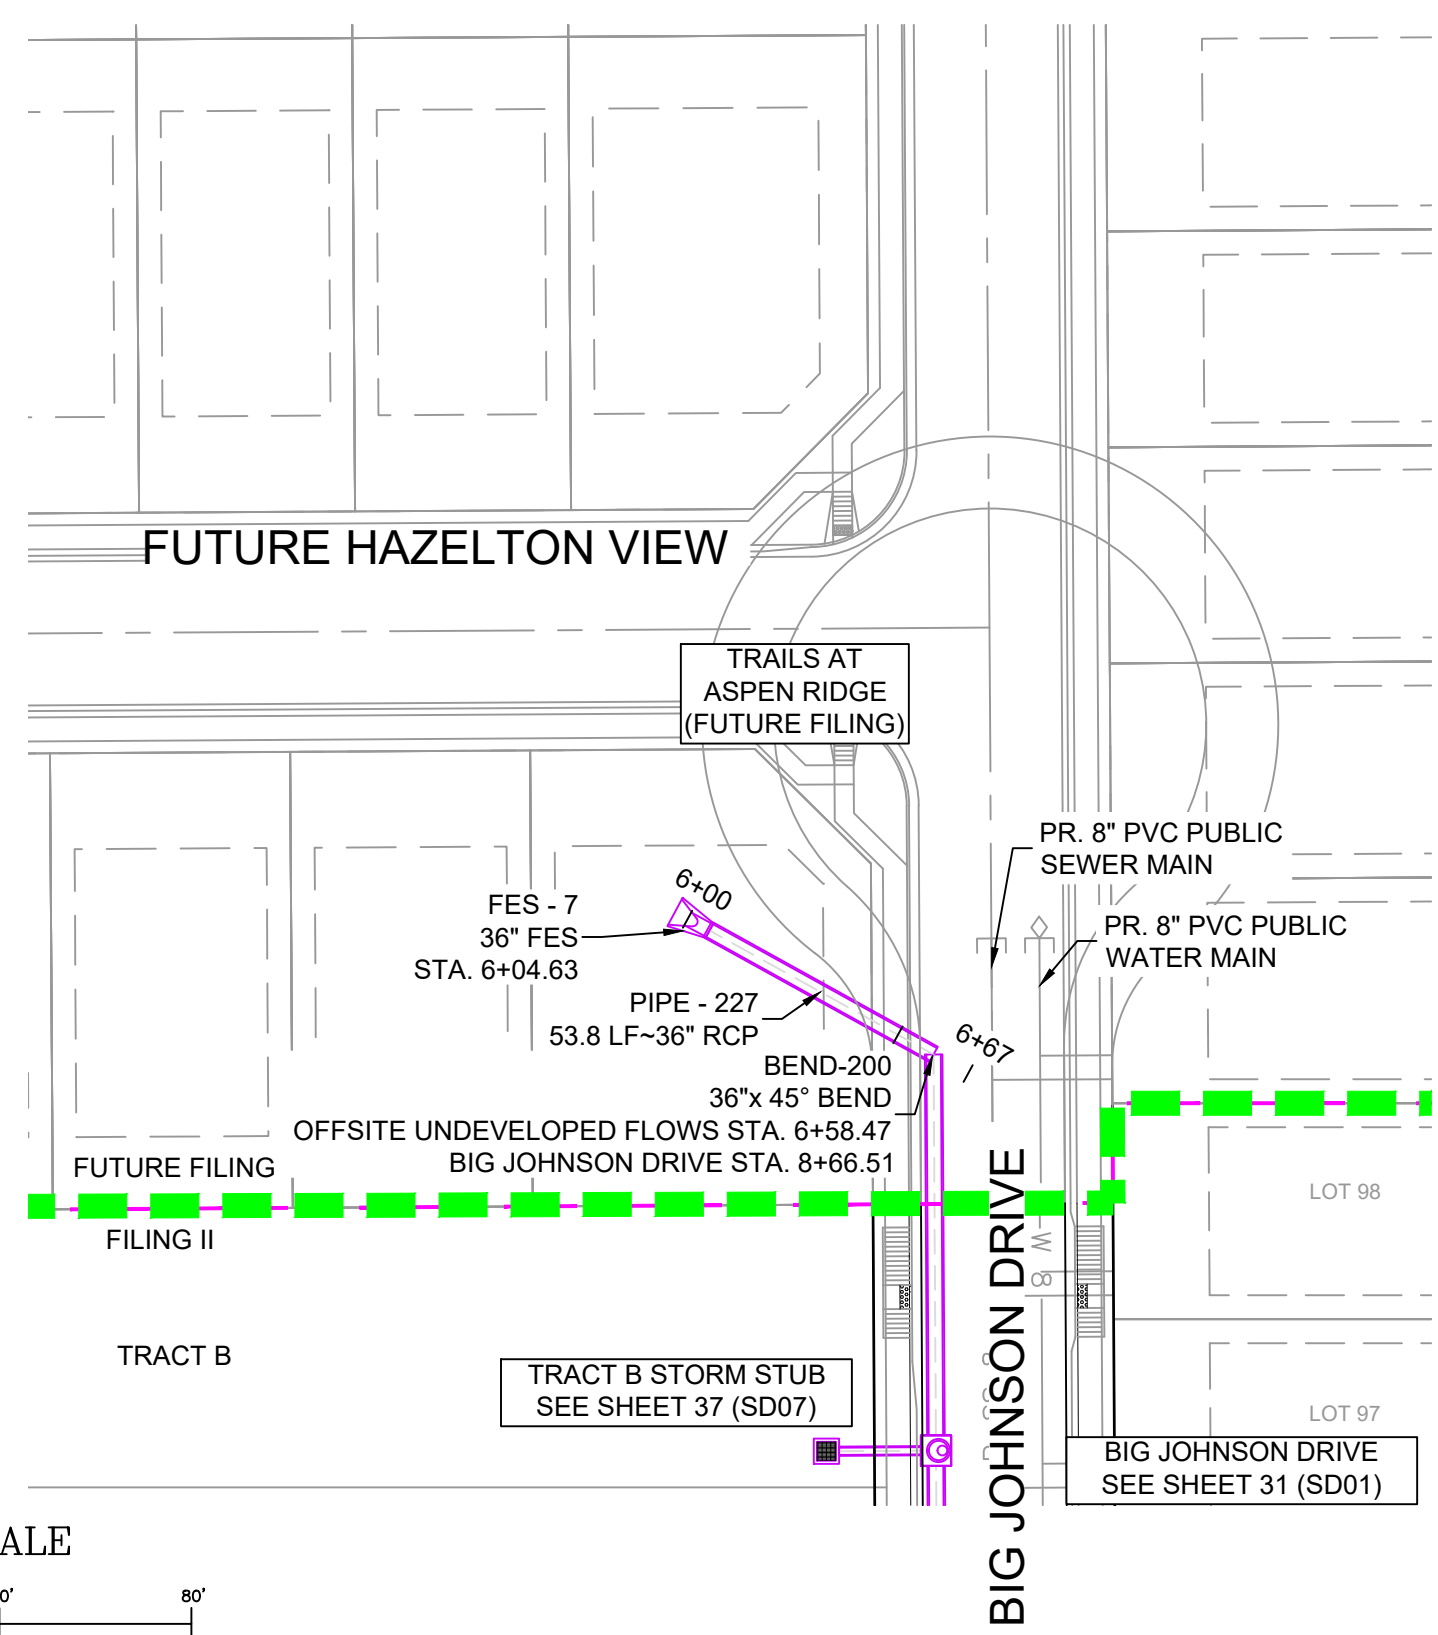 FUTURE HAZELTON VIEW
TRAILS AT
ASPEN RIDGE
(FUTURE FILING)
PR. 8" PVC PUBLIC
SEWER MAIN
PR. 8" PVC PUBLIC
WATER MAIN
6+00
FES - 7
36" FES
STA. 6+04.63
PIPE - 227
53.8 LF~36" RCP
6+67
BEND-200
36"x 45° BEND
OFFSITE UNDEVELOPED FLOWS STA. 6+58.47
BIG JOHNSON DRIVE STA. 8+66.51
FUTURE FILING
FILING II
TRACT B
LOT 98
W 8
BIG JOHNSON DRIVE
TRACT B STORM STUB
SEE SHEET 37 (SD07)
LOT 97
BIG JOHNSON DRIVE
SEE SHEET 31 (SD01)
ALE
0'
80'